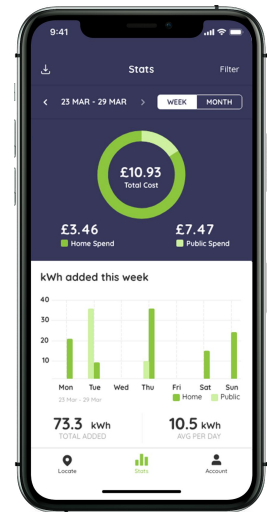 9:41
Stats
Filter
23 MAR - 29 MAR
WEEK
MONTH
£10.93
Total Cost
£3.46
£7.47
Home Spend
Public Spend
kWh added this week
40
30
20
10
Mon Tue Wed Thu Fri Sat Sun
23 Mar - 29 Mar
Home
Public
73.3 kWh
10.5 kWh
TOTAL ADDED
AVG PER DAY
Locate
Stats
Account